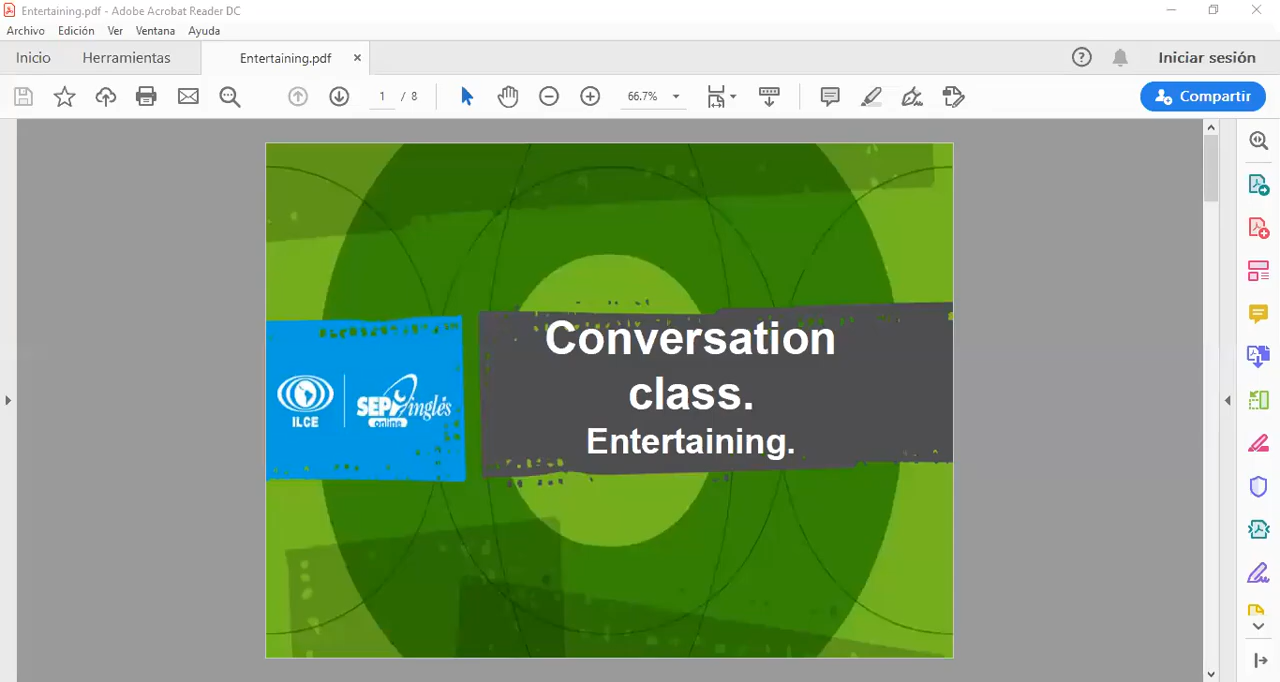 Entertaining.pdf - Adobe Acrobat Reader DC
Archivo Edición Ver Ventana Ayuda
Inicio Herramientas Entertaining.pdf Iniciar sesión
1 / 8 66.7% Compartir
Conversation
class.
Entertaining.
ILCE SEP inglés
online